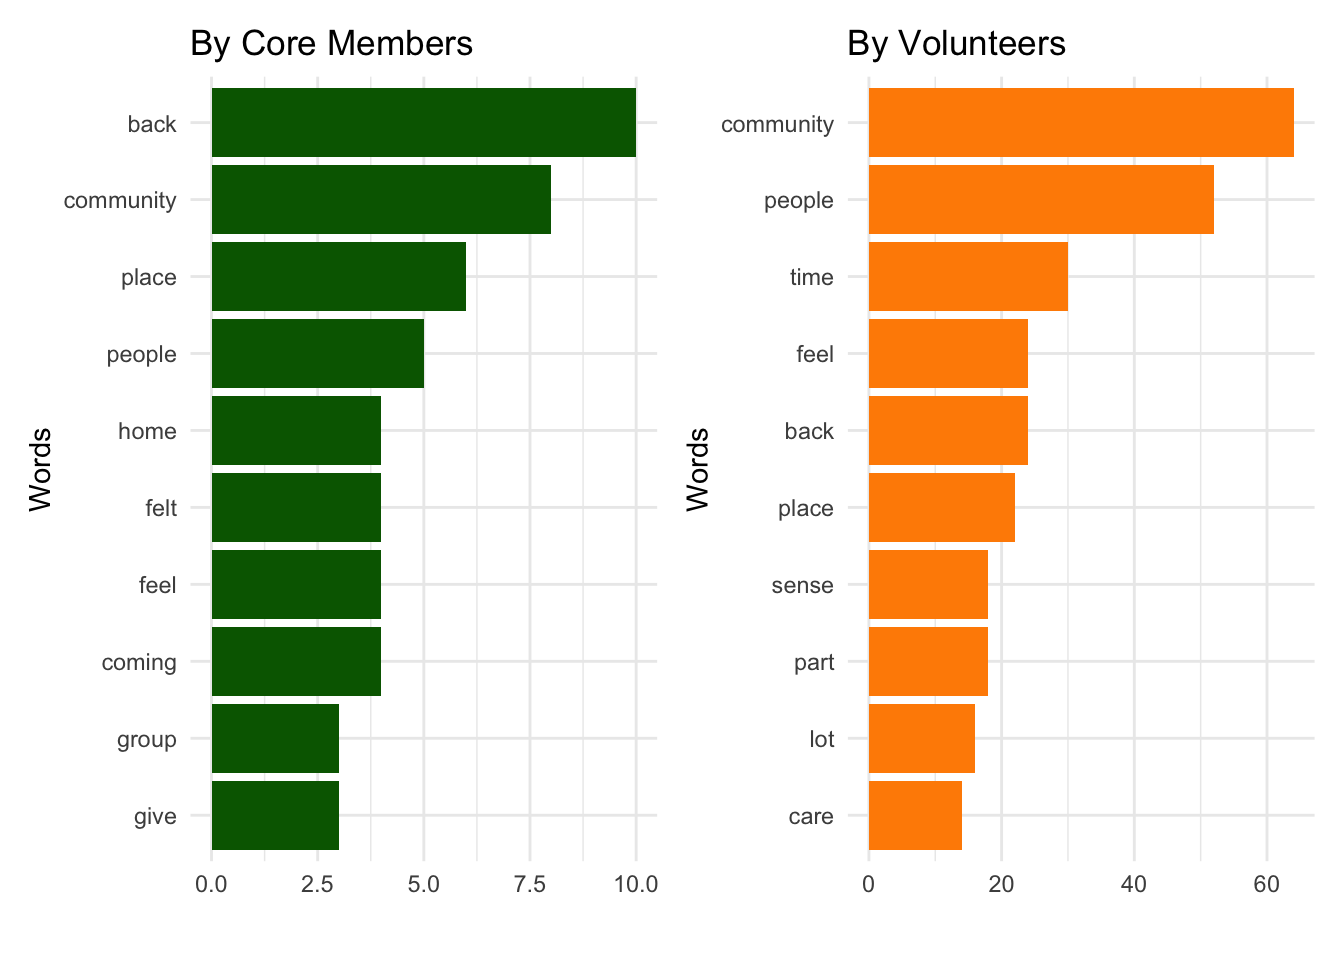 By Core Members
Words
back
community
place
people
home
felt
feel
coming
group
give
0.0 2.5 5.0 7.5 10.0
By Volunteers
Words
community
people
time
feel
back
place
sense
part
lot
care
0 20 40 60